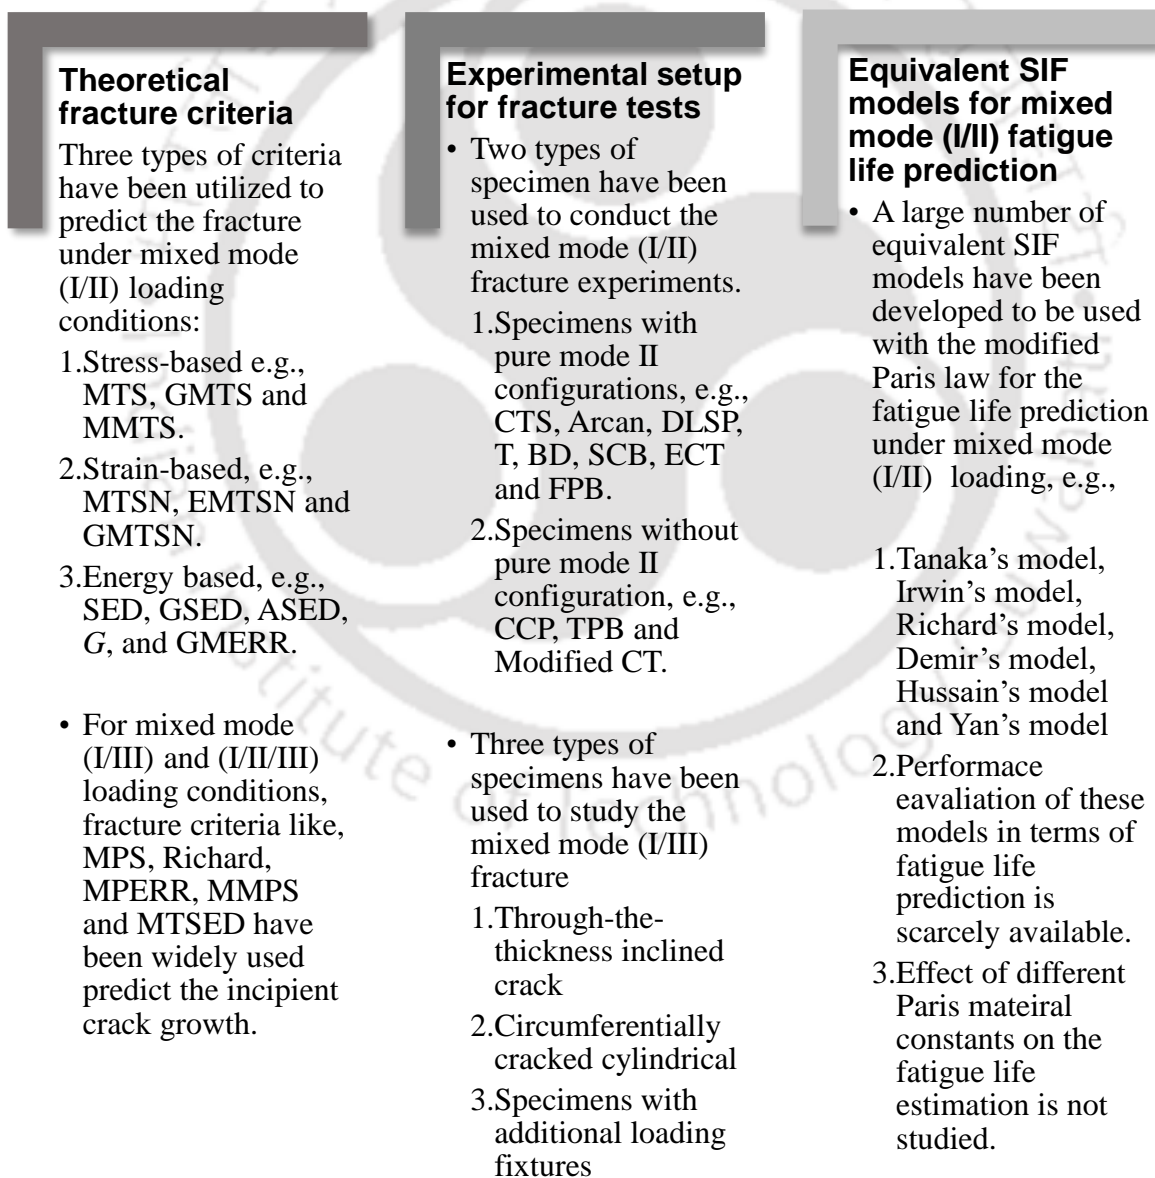 Theoretical
fracture criteria
Three types of criteria
have been utilized to
predict the fracture
under mixed mode
(I/II) loading
conditions:
1.Stress-based e.g.,
MTS, GMTS and
MMTS.
2.Strain-based, e.g.,
MTSN, EMTSN and
GMTSN.
3.Energy based, e.g.,
SED, GSED, ASED,
G, and GMERR.
• For mixed mode
(I/III) and (I/II/III)
loading conditions,
fracture criteria like,
MPS, Richard,
MPERR, MMPS
and MTSED have
been widely used
predict the incipient
crack growth.
Experimental setup
for fracture tests
• Two types of
specimen have been
used to conduct the
mixed mode (I/II)
fracture experiments.
1.Specimens with
pure mode II
configurations, e.g.,
CTS, Arcan, DLSP,
T, BD, SCB, ECT
and FPB.
2.Specimens without
pure mode II
configuration, e.g.,
CCP, TPB and
Modified CT.
• Three types of
specimens have been
used to study the
mixed mode (I/III)
fracture
1.Through-the-
thickness inclined
crack
2.Circumferentially
cracked cylindrical
3.Specimens with
additional loading
fixtures
Equivalent SIF
models for mixed
mode (I/II) fatigue
life prediction
• A large number of
equivalent SIF
models have been
developed to be used
with the modified
Paris law for the
fatigue life prediction
under mixed mode
(I/II) loading, e.g.,
1.Tanaka’s model,
Irwin’s model,
Richard’s model,
Demir’s model,
Hussain’s model
and Yan’s model
2.Performace
eavaliation of these
models in terms of
fatigue life
prediction is
scarcely available.
3.Effect of different
Paris mateiral
constants on the
fatigue life
estimation is not
studied.
Institute of Technology Guwahati